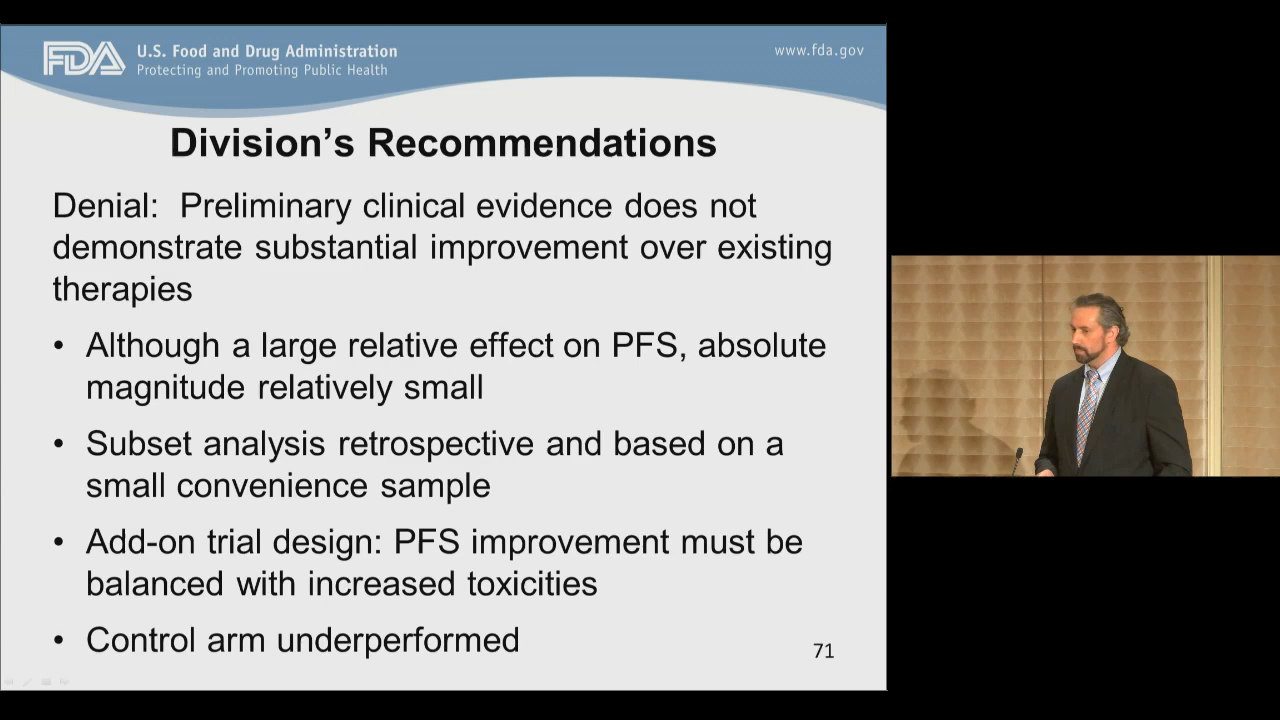 FDA
U.S. Food and Drug Administration
Protecting and Promoting Public Health
www.fda.gov
Division’s Recommendations
Denial:  Preliminary clinical evidence does not
demonstrate substantial improvement over existing
therapies
• Although a large relative effect on PFS, absolute
magnitude relatively small
• Subset analysis retrospective and based on a
small convenience sample
• Add-on trial design: PFS improvement must be
balanced with increased toxicities
• Control arm underperformed
71